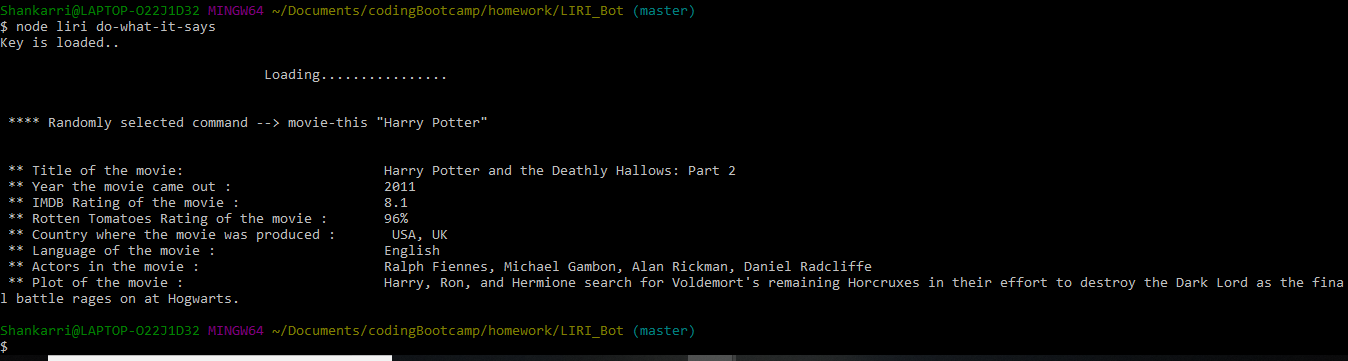 Shankarri@LAPTOP-O22J1D32 MINGW64 ~/Documents/codingBootcamp/homework/LIRI_Bot (master)
$ node liri do-what-it-says
Key is loaded..
Loading................
**** Randomly selected command --> movie-this "Harry Potter"
** Title of the movie: Harry Potter and the Deathly Hallows: Part 2
** Year the movie came out : 2011
** IMDB Rating of the movie : 8.1
** Rotten Tomatoes Rating of the movie : 96%
** Country where the movie was produced : USA, UK
** Language of the movie : English
** Actors in the movie : Ralph Fiennes, Michael Gambon, Alan Rickman, Daniel Radcliffe
** Plot of the movie : Harry, Ron, and Hermione search for Voldemort's remaining Horcruxes in their effort to destroy the Dark Lord as the fina
l battle rages on at Hogwarts.
Shankarri@LAPTOP-O22J1D32 MINGW64 ~/Documents/codingBootcamp/homework/LIRI_Bot (master)
$